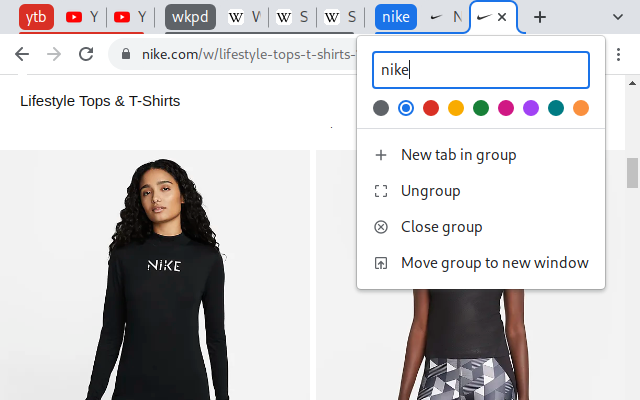 ytb
Y
Y
wkpd
W
S
S
nike
N
nike.com/w/lifestyle-tops-t-shirts-
nike
Lifestyle Tops & T-Shirts
New tab in group
Ungroup
Close group
Move group to new window
NIKE